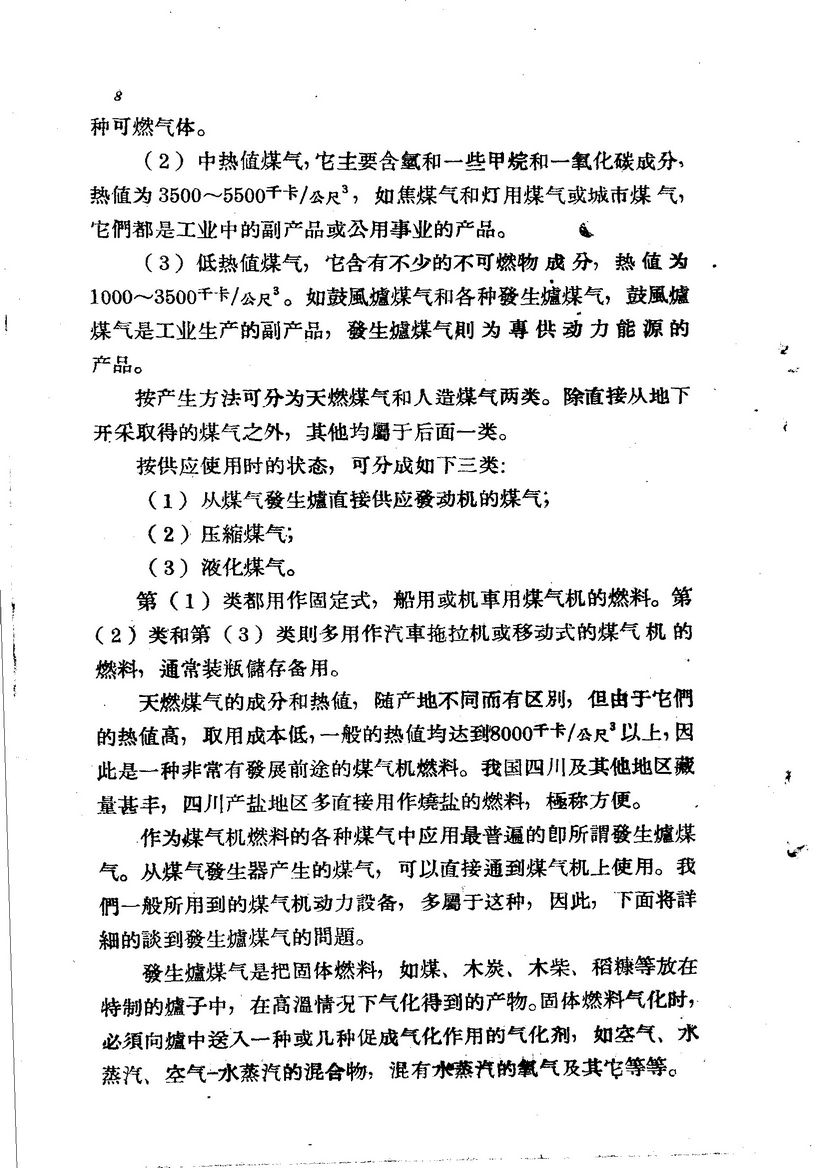 8
种可燃气体。
（2）中热值煤气，它主要含氫和一些甲烷和一氧化碳成分，
热值为 3500～5500千卡/公尺³，如焦煤气和灯用煤气或城市煤气，
它們都是工业中的副产品或公用事业的产品。
（3）低热值煤气，它含有不少的不可燃物成分，热值为
1000～3500千卡/公尺³。如鼓風爐煤气和各种發生爐煤气，鼓風爐
煤气是工业生产的副产品，發生爐煤气則为專供动力能源的
产品。
按产生方法可分为天燃煤气和人造煤气两类。除直接从地下
开采取得的煤气之外，其他均屬于后面一类。
按供应使用时的状态，可分成如下三类：
（1）从煤气發生爐直接供应發动机的煤气；
（2）压縮煤气；
（3）液化煤气。
第（1）类都用作固定式，船用或机車用煤气机的燃料。第
（2）类和第（3）类則多用作汽車拖拉机或移动式的煤气机的
燃料，通常装瓶儲存备用。
天燃煤气的成分和热值，随产地不同而有区别，但由于它們
的热值高，取用成本低，一般的热值均达到8000千卡/公尺³以上，因
此是一种非常有發展前途的煤气机燃料。我国四川及其他地区藏
量甚丰，四川产盐地区多直接用作燒盐的燃料，極称方便。
作为煤气机燃料的各种煤气中应用最普遍的卽所謂發生爐煤
气。从煤气發生器产生的煤气，可以直接通到煤气机上使用。我
們一般所用到的煤气机动力設备，多屬于这种，因此，下面将詳
細的談到發生爐煤气的問題。
發生爐煤气是把固体燃料，如煤、木炭、木柴、稻糠等放在
特制的爐子中，在高溫情况下气化得到的产物。固体燃料气化时，
必須向爐中送入一种或几种促成气化作用的气化剂，如空气、水
蒸汽、空气-水蒸汽的混合物，混有水蒸汽的氧气及其它等等。